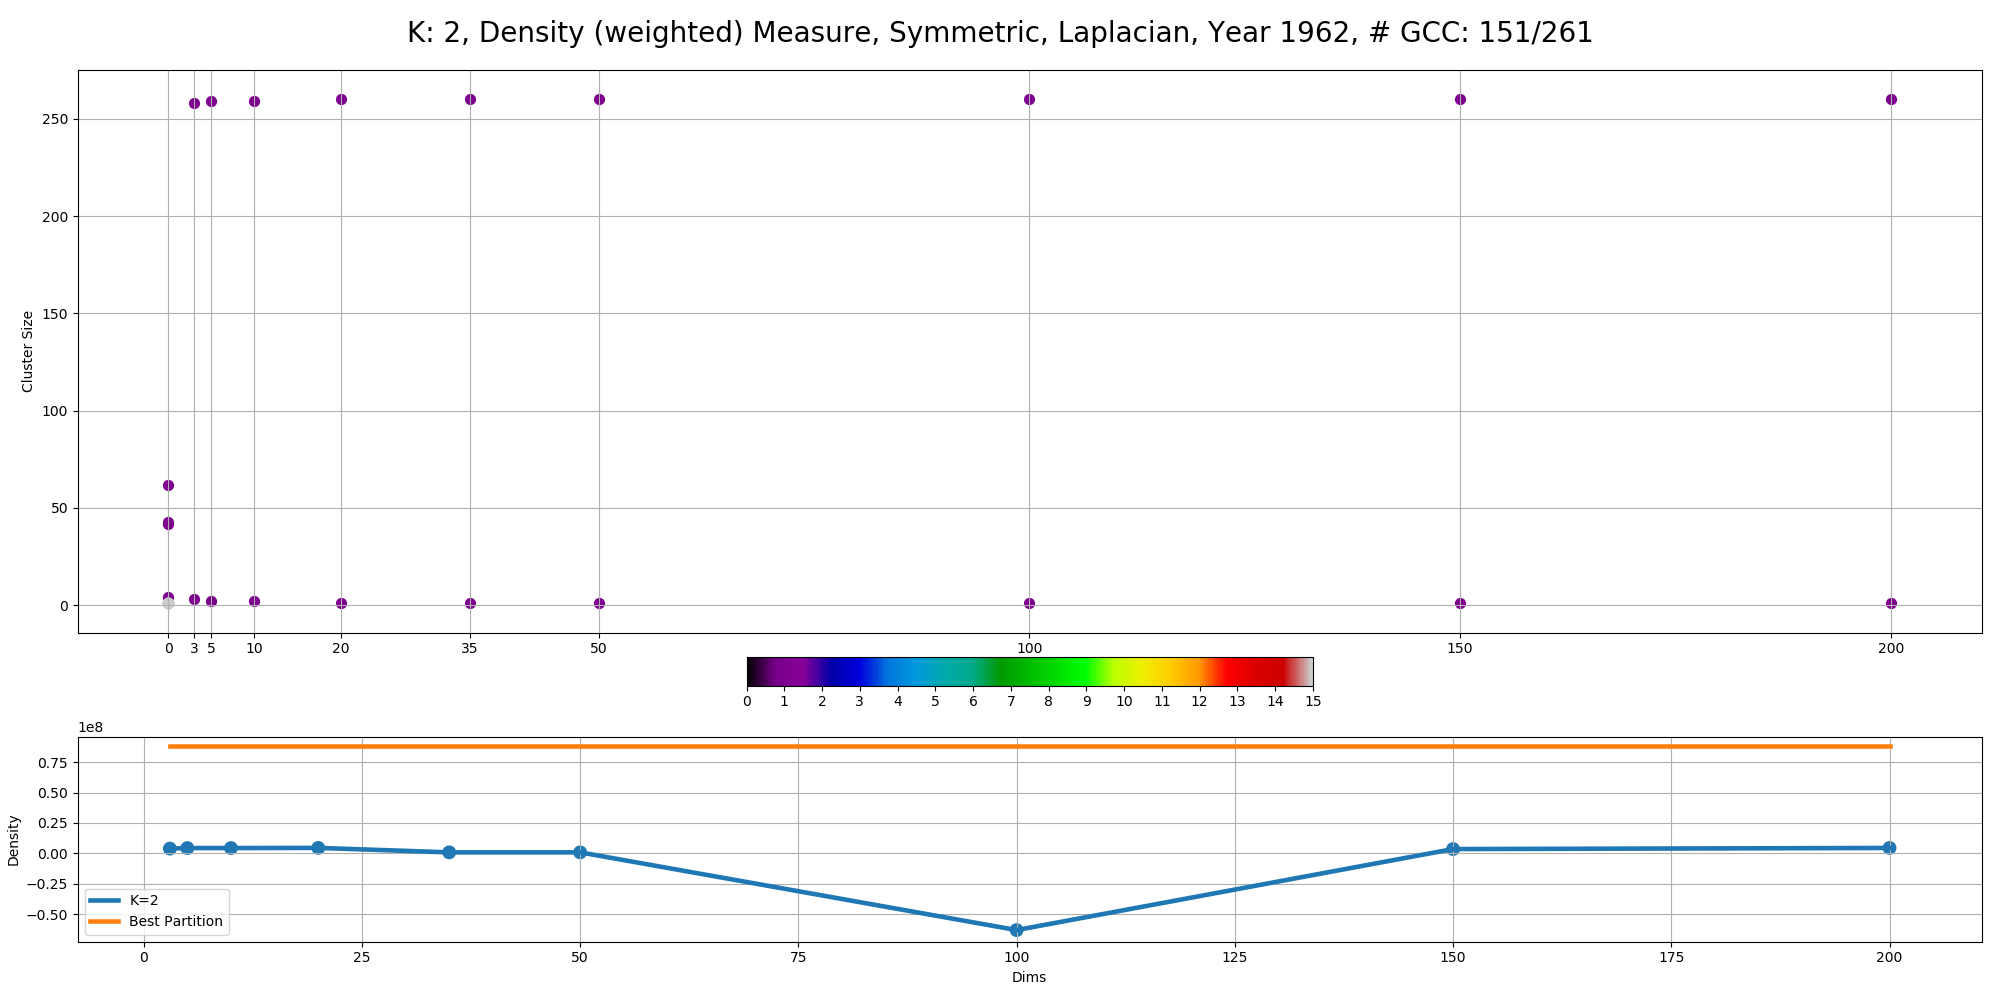 K: 2, Density (weighted) Measure, Symmetric, Laplacian, Year 1962, # GCC: 151/261
250
200
150
100
50
0
Cluster Size
0 3 5 10 20 35 50 100 150 200
0 1 2 3 4 5 6 7 8 9 10 11 12 13 14 15
1e8
0.75
0.50
0.25
0.00
−0.25
−0.50
Density
K=2
Best Partition
0 25 50 75 100 125 150 175 200
Dims